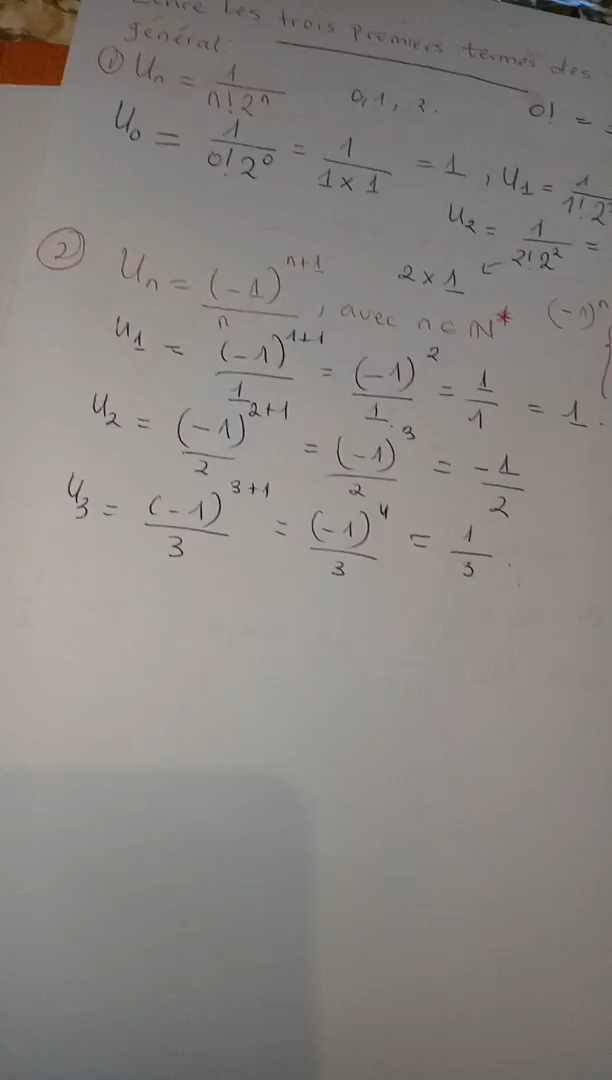 Ecrire les trois premiers termes des
général.
① Un = 1/(n!2^n) 0, 1, 2. 0! =
U0 = 1/(0!2^0) = 1/(1×1) = 1, U1 = 1/(1!2
U2 = 1/(2!2^2) =
2×1 ←
② Un = (-1)^(n+1)/n, avec n ∈ N* (-1)^n {
U1 = (-1)^(1+1)/1 = (-1)^2/1 = 1/1 = 1.
U2 = (-1)^(2+1)/2 = (-1)^3/2 = -1/2
U3 = (-1)^(3+1)/3 = (-1)^4/3 = 1/3.